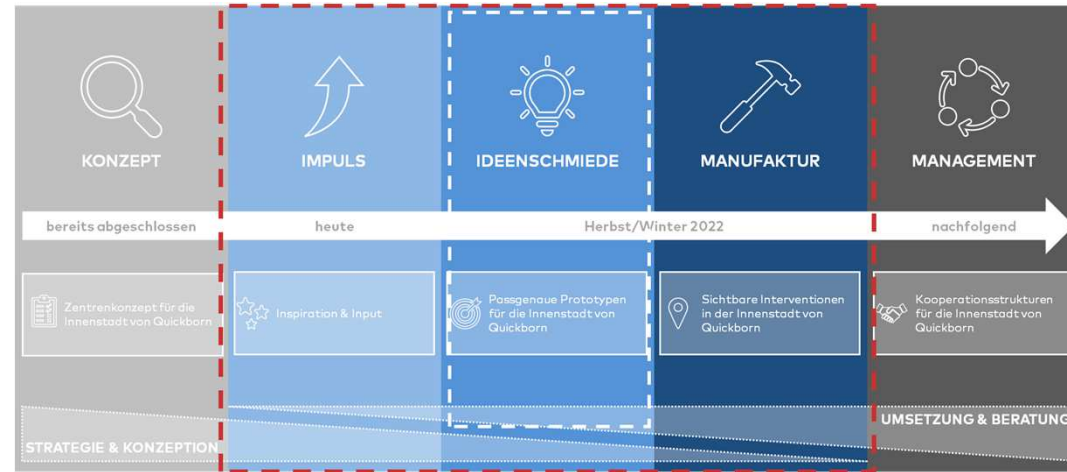 KONZEPT
IMPULS
IDEENSCHMIEDE
MANUFAKTUR
MANAGEMENT
bereits abgeschlossen
heute
Herbst/Winter 2022
nachfolgend
Zentrenkonzept für die
Innenstadt von Quickborn
Inspiration & Input
Passgenaue Prototypen
für die Innenstadt von
Quickborn
Sichtbare Interventionen
in der Innenstadt von
Quickborn
Kooperationsstrukturen
für die Innenstadt von
Quickborn
STRATEGIE & KONZEPTION
UMSETZUNG & BERATUNG